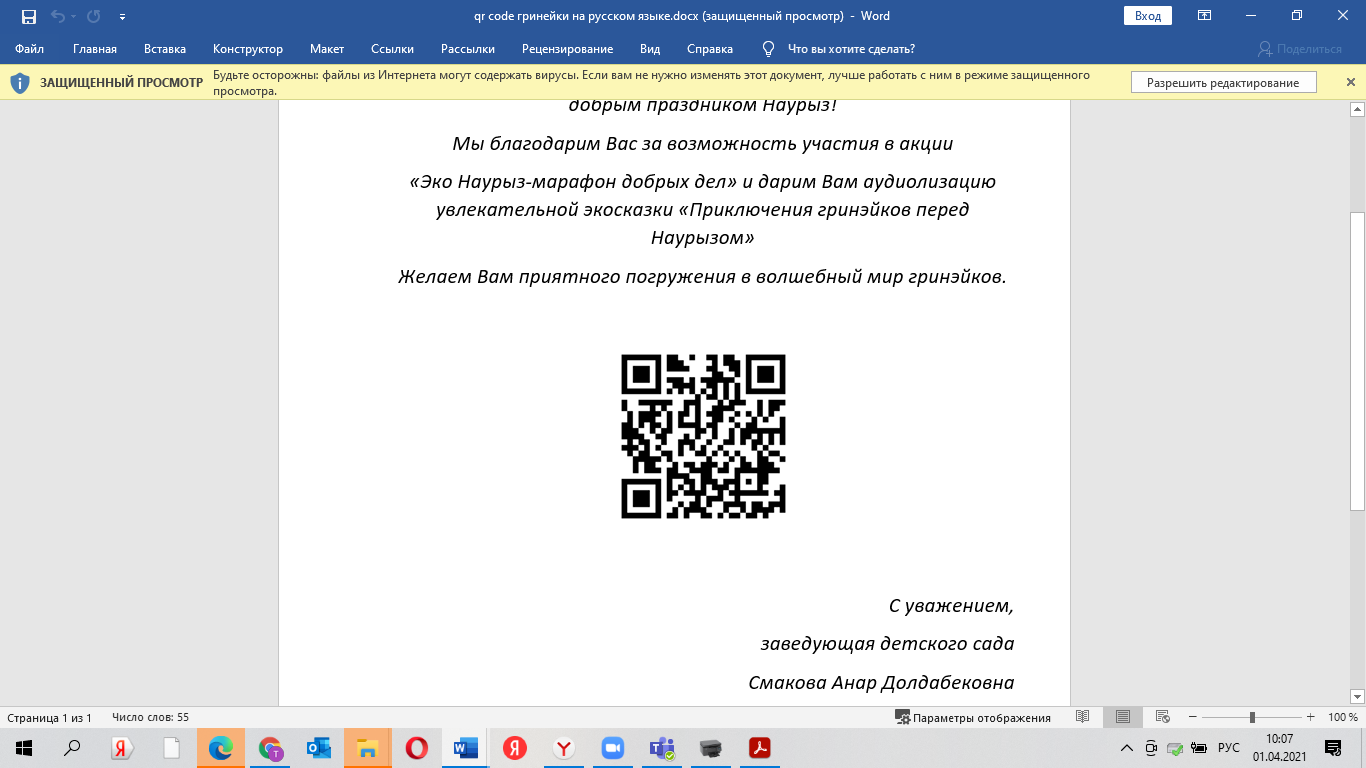 qr code гринейки на русском языке.docx (защищенный просмотр) - Word
Вход
Файл Главная Вставка Конструктор Макет Ссылки Рассылки Рецензирование Вид Справка Что вы хотите сделать? Поделиться
ЗАЩИЩЕННЫЙ ПРОСМОТР Будьте осторожны: файлы из Интернета могут содержать вирусы. Если вам не нужно изменять этот документ, лучше работать с ним в режиме защищенного
просмотра.
Разрешить редактирование
добрым праздником Наурыз!
Мы благодарим Вас за возможность участия в акции
«Эко Наурыз-марафон добрых дел» и дарим Вам аудиолизацию
увлекательной экосказки «Приключения гринэйков перед
Наурызом»
Желаем Вам приятного погружения в волшебный мир гринэйков.
С уважением,
заведующая детского сада
Смакова Анар Долдабековна
Страница 1 из 1 Число слов: 55 Параметры отображения 100 %
РУС
10:07
01.04.2021